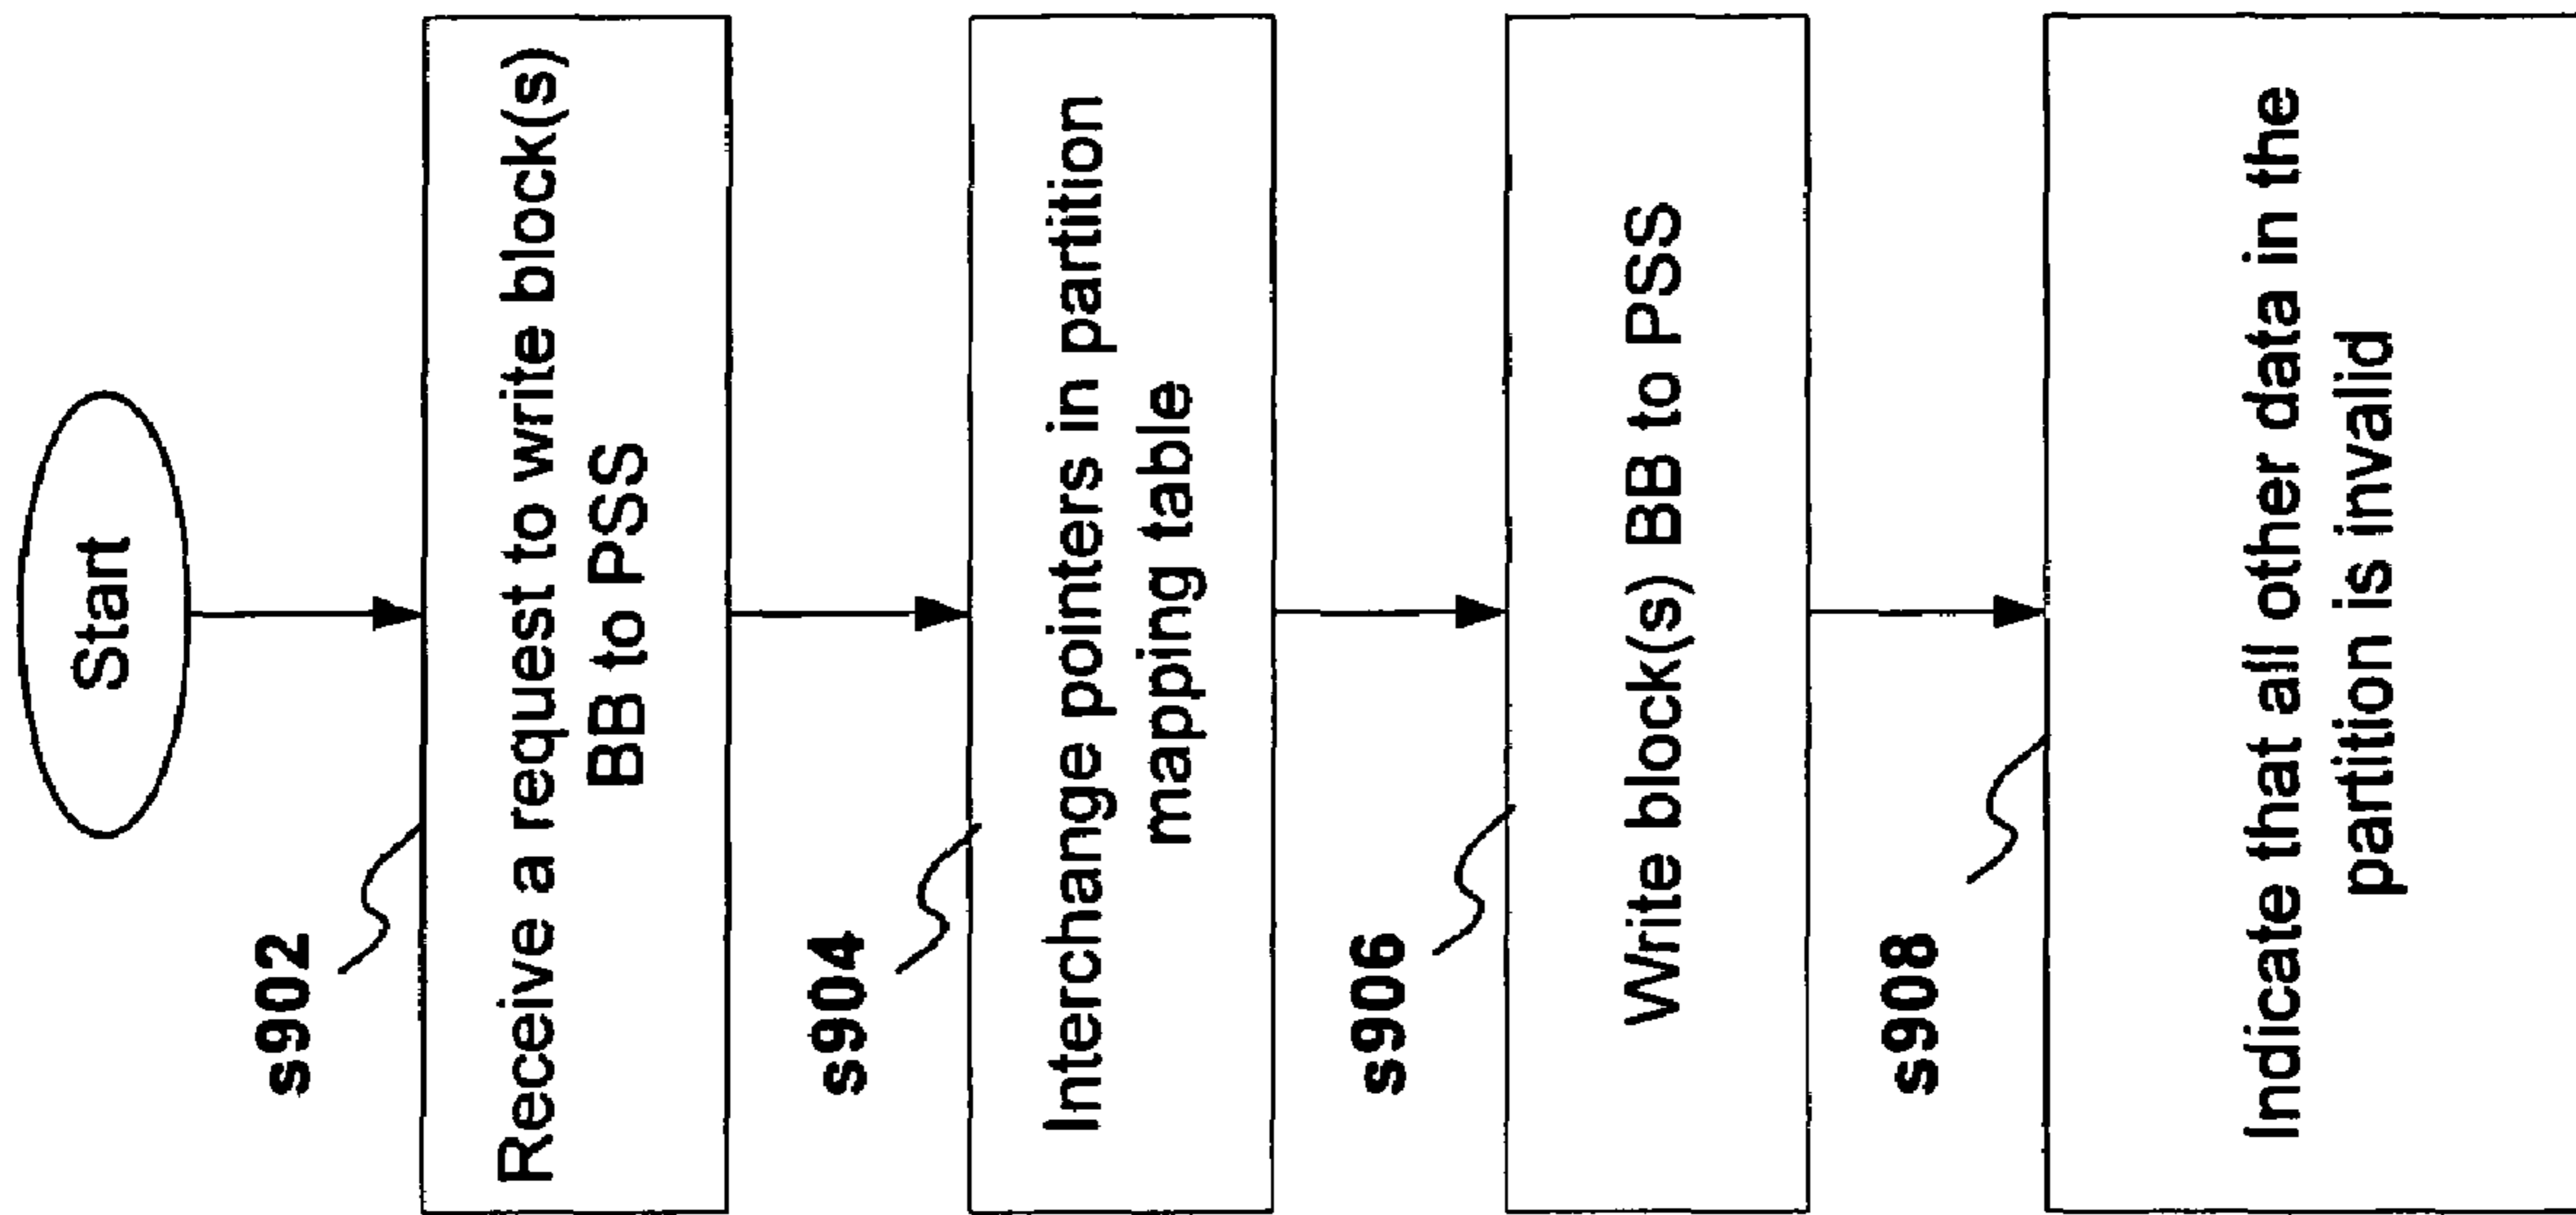 Start
s902
Receive a request to write block(s)
BB to PSS
s904
Interchange pointers in partition
mapping table
s906
Write block(s) BB to PSS
s908
Indicate that all other data in the
partition is invalid